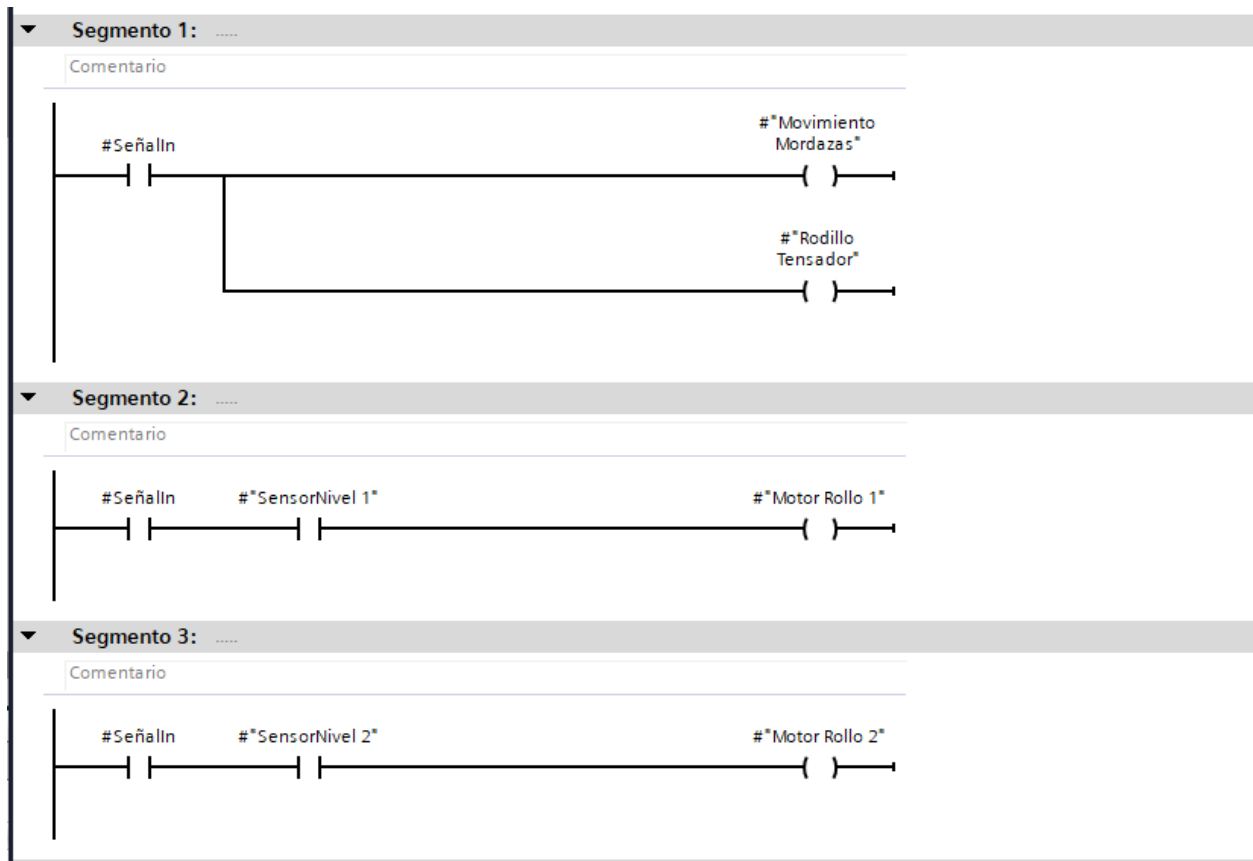 Segmento 1: .....
Comentario
#SeñalIn
#"Movimiento
Mordazas"
#"Rodillo
Tensador"
Segmento 2: .....
Comentario
#SeñalIn #"SensorNivel 1" #"Motor Rollo 1"
Segmento 3: .....
Comentario
#SeñalIn #"SensorNivel 2" #"Motor Rollo 2"